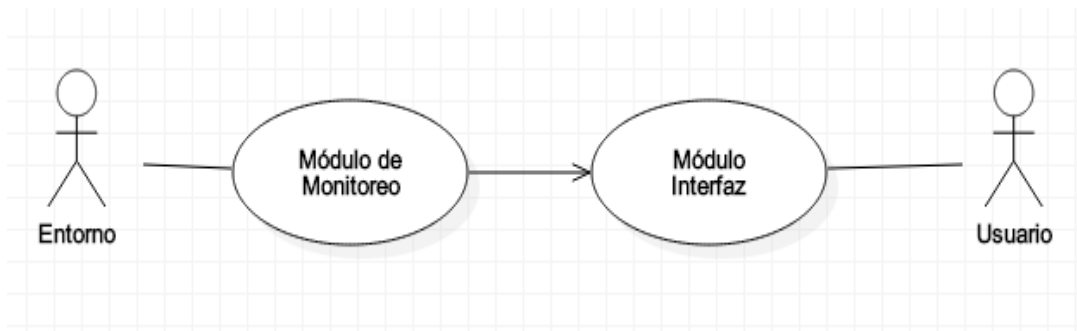 Módulo de
Monitoreo
Módulo
Interfaz
Entorno
Usuario